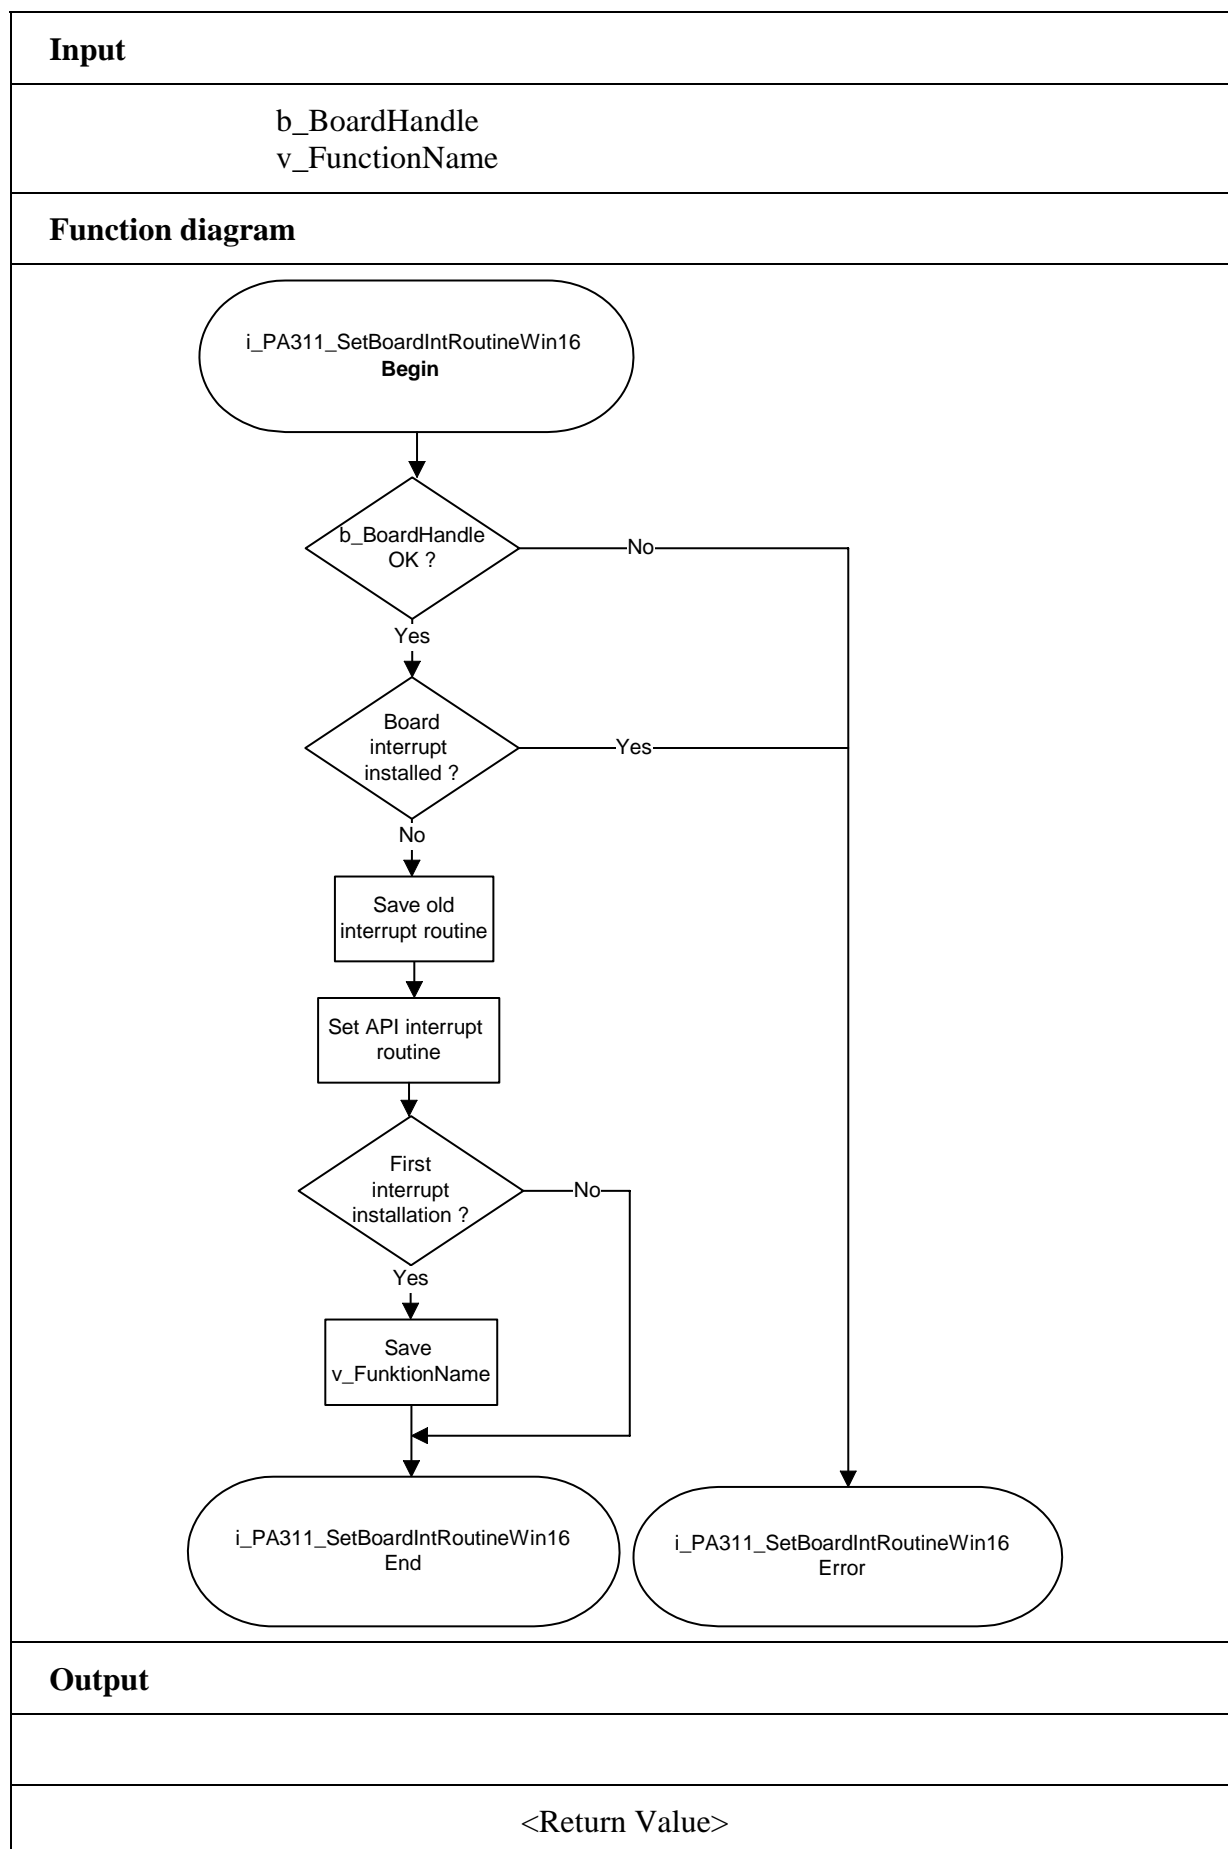 Input
b_BoardHandle
v_FunctionName
Function diagram
i_PA311_SetBoardIntRoutineWin16
Begin
b_BoardHandle
OK ?
No
Yes
Board
interrupt
installed ?
Yes
No
Save old
interrupt routine
Set API interrupt
routine
First
interrupt
installation ?
No
Yes
Save
v_FunktionName
i_PA311_SetBoardIntRoutineWin16
End
i_PA311_SetBoardIntRoutineWin16
Error
Output
<Return Value>